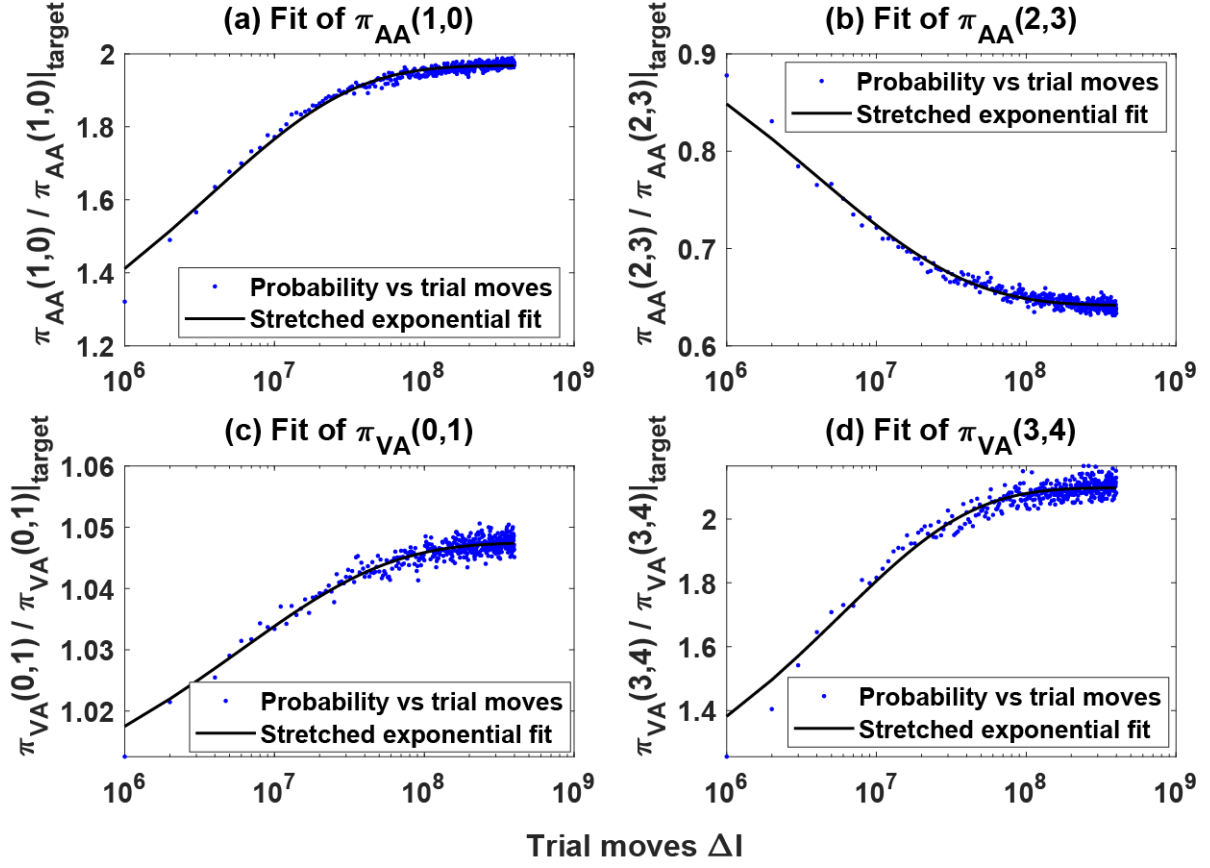 (a) Fit of π_AA(1,0)
π_AA(1,0) / π_AA(1,0)|_target
2
1.8
1.6
1.4
1.2
Probability vs trial moves
Stretched exponential fit
10^6 10^7 10^8 10^9
(b) Fit of π_AA(2,3)
π_AA(2,3) / π_AA(2,3)|_target
0.9
0.8
0.7
0.6
Probability vs trial moves
Stretched exponential fit
10^6 10^7 10^8 10^9
(c) Fit of π_VA(0,1)
π_VA(0,1) / π_VA(0,1)|_target
1.06
1.05
1.04
1.03
1.02
Probability vs trial moves
Stretched exponential fit
10^6 10^7 10^8 10^9
(d) Fit of π_VA(3,4)
π_VA(3,4) / π_VA(3,4)|_target
2
1.8
1.6
1.4
Probability vs trial moves
Stretched exponential fit
10^6 10^7 10^8 10^9
Trial moves ΔI